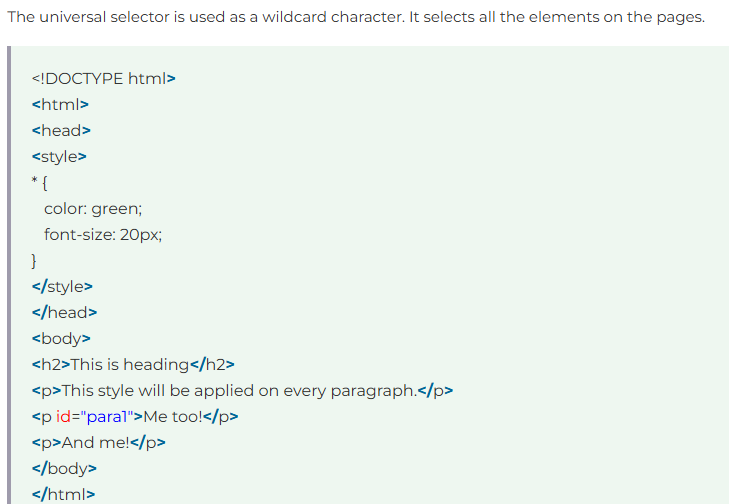 The universal selector is used as a wildcard character. It selects all the elements on the pages.
<!DOCTYPE html>
<html>
<head>
<style>
* {
color: green;
font-size: 20px;
}
</style>
</head>
<body>
<h2>This is heading</h2>
<p>This style will be applied on every paragraph.</p>
<p id="para1">Me too!</p>
<p>And me!</p>
</body>
</html>